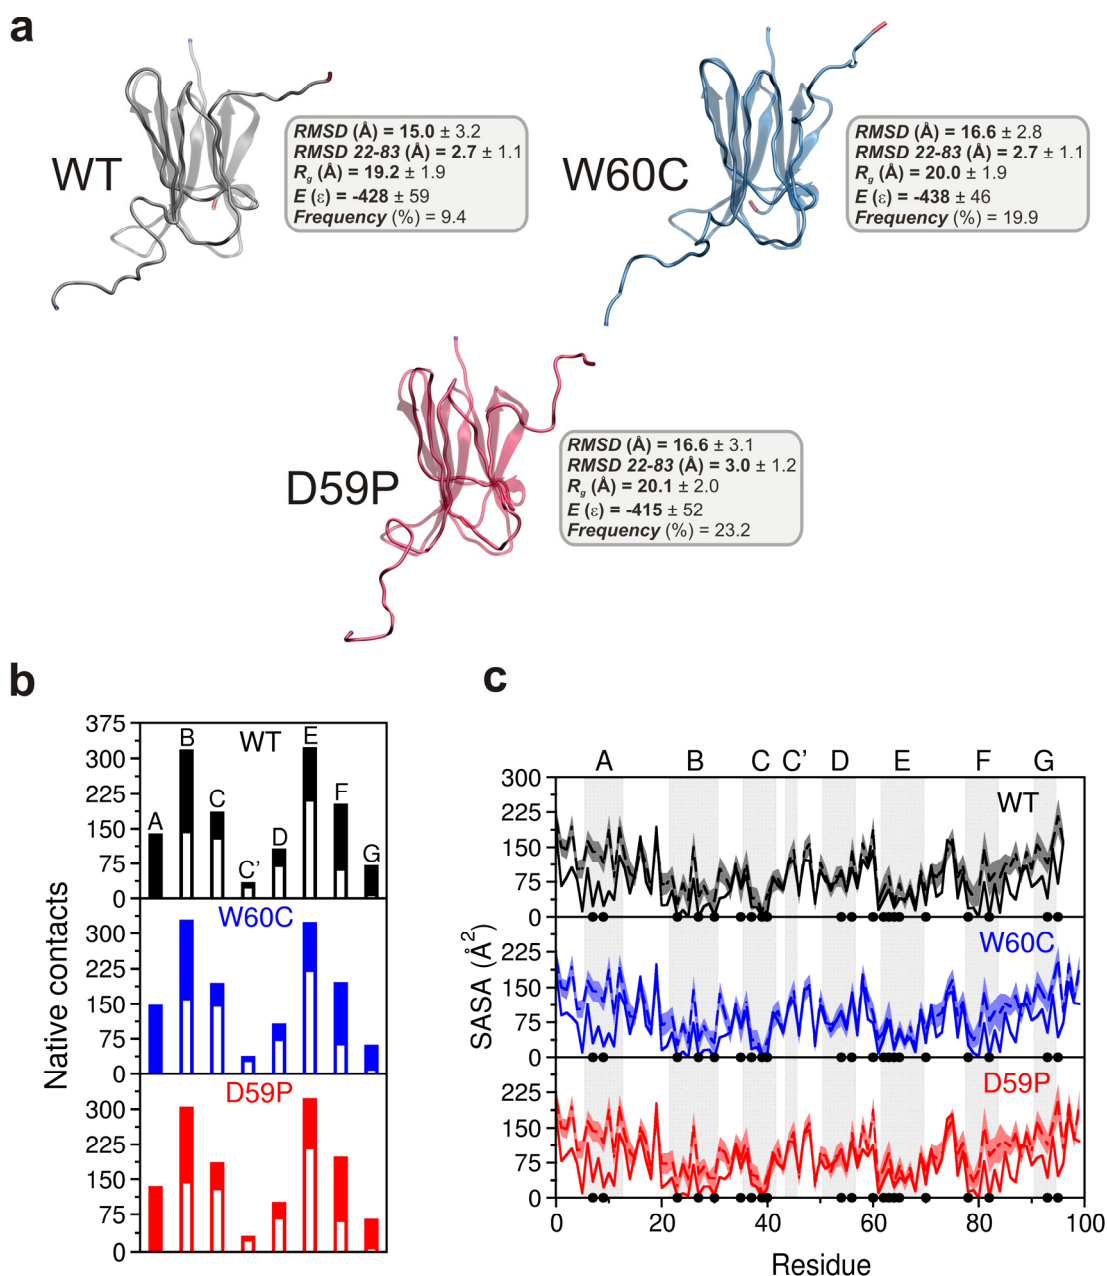 a
WT
RMSD (Å) = 15.0 ± 3.2
RMSD 22-83 (Å) = 2.7 ± 1.1
Rg (Å) = 19.2 ± 1.9
E (ε) = -428 ± 59
Frequency (%) = 9.4
W60C
RMSD (Å) = 16.6 ± 2.8
RMSD 22-83 (Å) = 2.7 ± 1.1
Rg (Å) = 20.0 ± 1.9
E (ε) = -438 ± 46
Frequency (%) = 19.9
D59P
RMSD (Å) = 16.6 ± 3.1
RMSD 22-83 (Å) = 3.0 ± 1.2
Rg (Å) = 20.1 ± 2.0
E (ε) = -415 ± 52
Frequency (%) = 23.2
b
Native contacts
375
300
225
150
75
0
WT
A
B
C
C'
D
E
F
G
W60C
300
225
150
75
0
D59P
300
225
150
75
0
c
A B C C' D E F G
SASA (Å²)
300
225
150
75
0
WT
225
150
75
0
W60C
225
150
75
0
D59P
0 20 40 60 80 100
Residue